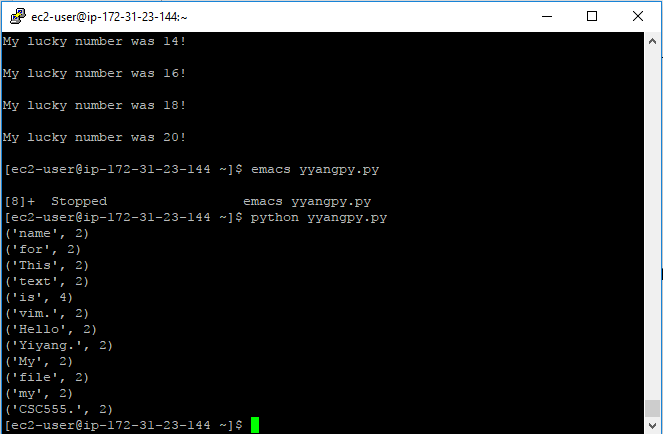 ec2-user@ip-172-31-23-144:~
My lucky number was 14!
My lucky number was 16!
My lucky number was 18!
My lucky number was 20!
[ec2-user@ip-172-31-23-144 ~]$ emacs yyangpy.py
[8]+  Stopped                 emacs yyangpy.py
[ec2-user@ip-172-31-23-144 ~]$ python yyangpy.py
('name', 2)
('for', 2)
('This', 2)
('text', 2)
('is', 4)
('vim.', 2)
('Hello', 2)
('Yiyang.', 2)
('My', 2)
('file', 2)
('my', 2)
('CSC555.', 2)
[ec2-user@ip-172-31-23-144 ~]$